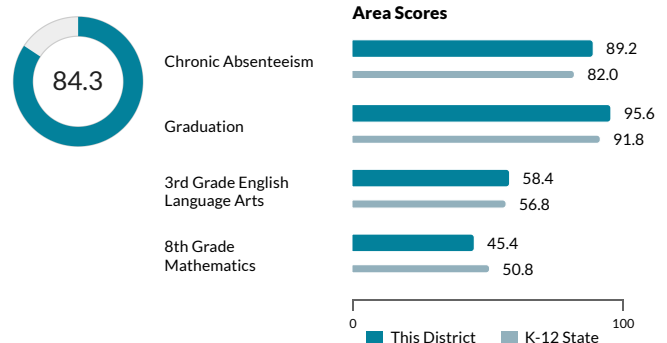 Area Scores
84.3
Chronic Absenteeism
89.2
82.0
Graduation
95.6
91.8
3rd Grade English
Language Arts
58.4
56.8
8th Grade
Mathematics
45.4
50.8
0
100
This District
K-12 State